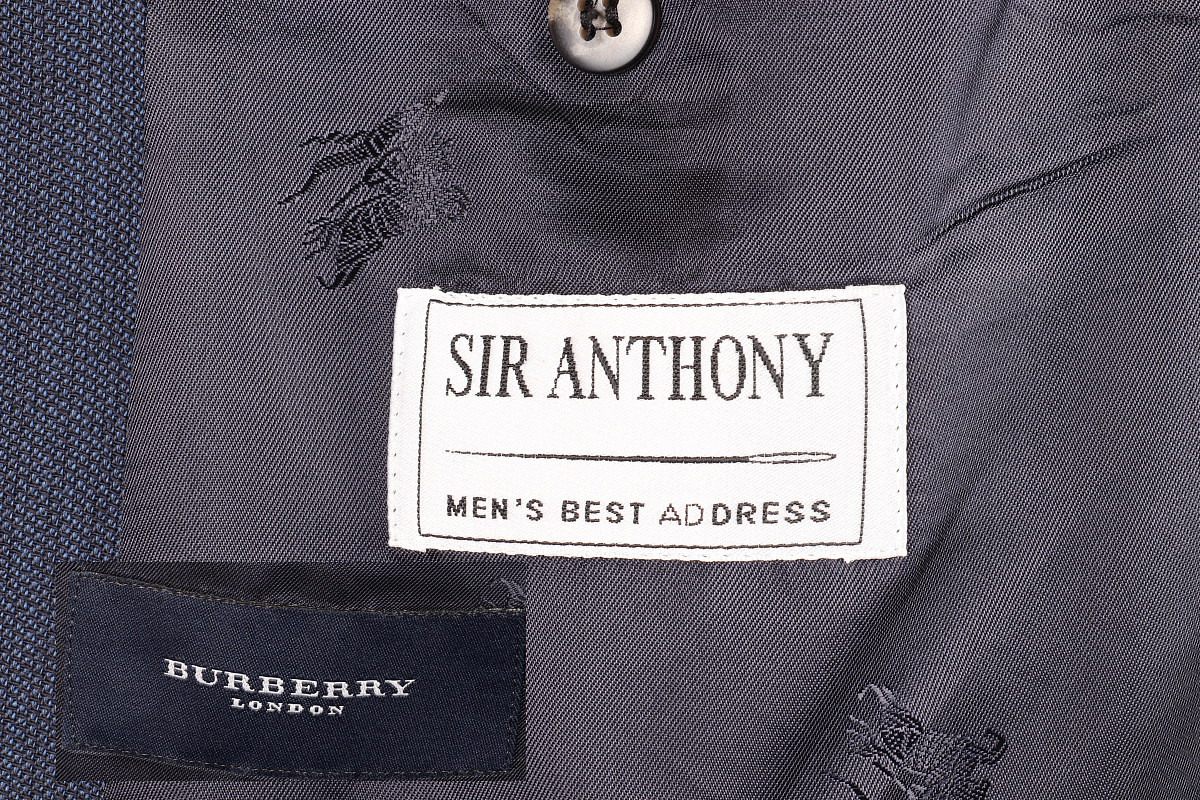 SIR ANTHONY
MEN'S BEST ADDRESS
BURBERRY
LONDON